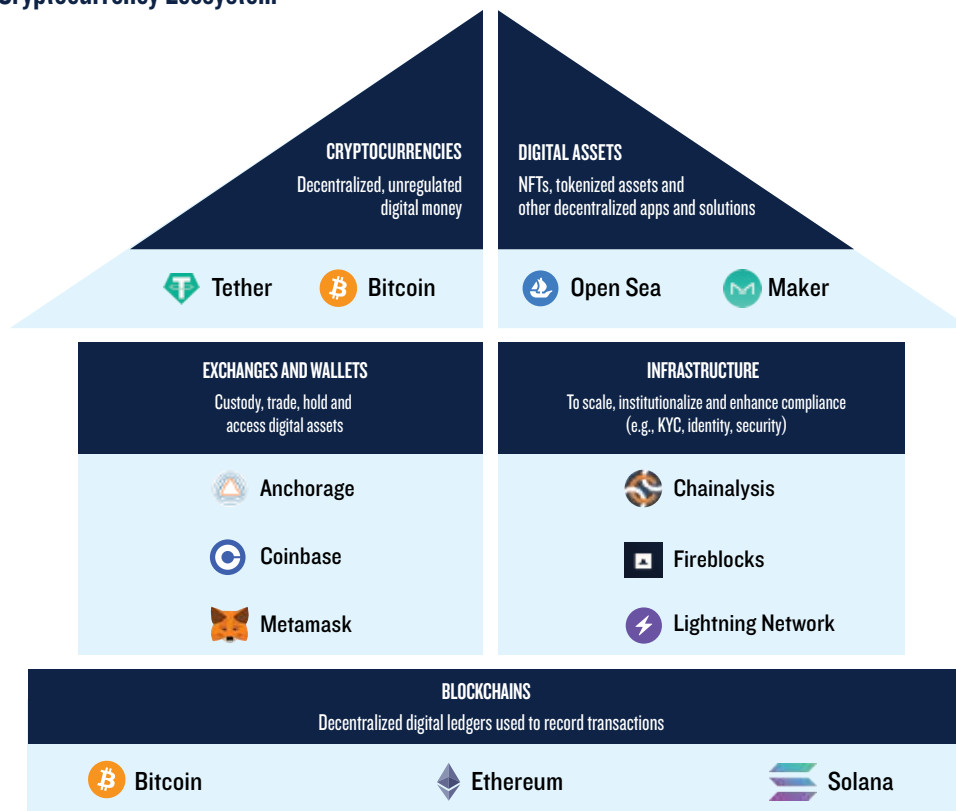 Cryptocurrency Ecosystem
CRYPTOCURRENCIES
Decentralized, unregulated
digital money
DIGITAL ASSETS
NFTs, tokenized assets and
other decentralized apps and solutions
Tether
Bitcoin
Open Sea
Maker
EXCHANGES AND WALLETS
Custody, trade, hold and
access digital assets
INFRASTRUCTURE
To scale, institutionalize and enhance compliance
(e.g., KYC, identity, security)
Anchorage
Coinbase
Metamask
Chainalysis
Fireblocks
Lightning Network
BLOCKCHAINS
Decentralized digital ledgers used to record transactions
Bitcoin
Ethereum
Solana